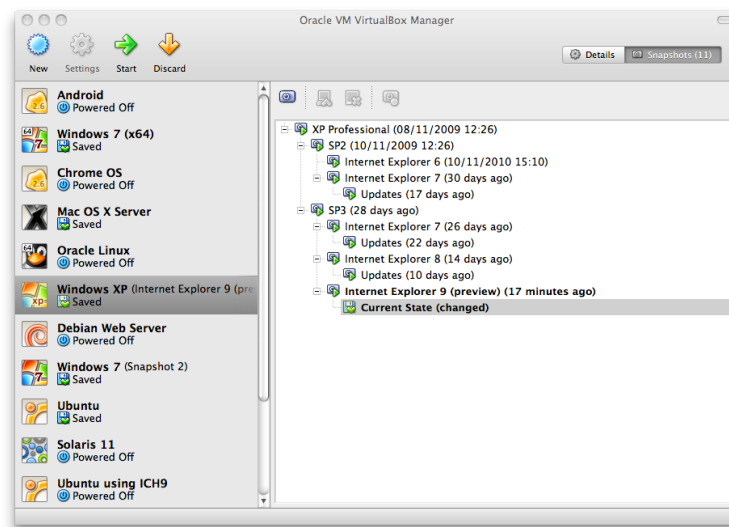 Oracle VM VirtualBox Manager
New Settings Start Discard
Details Snapshots (11)
Android
Powered Off
Windows 7 (x64)
Saved
Chrome OS
Powered Off
Mac OS X Server
Saved
Oracle Linux
Powered Off
Windows XP (Internet Explorer 9 (pre
Saved
Debian Web Server
Powered Off
Windows 7 (Snapshot 2)
Saved
Ubuntu
Saved
Solaris 11
Powered Off
Ubuntu using ICH9
Powered Off
XP Professional (08/11/2009 12:26)
SP2 (10/11/2009 12:26)
Internet Explorer 6 (10/11/2010 15:10)
Internet Explorer 7 (30 days ago)
Updates (17 days ago)
SP3 (28 days ago)
Internet Explorer 7 (26 days ago)
Updates (22 days ago)
Internet Explorer 8 (14 days ago)
Updates (10 days ago)
Internet Explorer 9 (preview) (17 minutes ago)
Current State (changed)